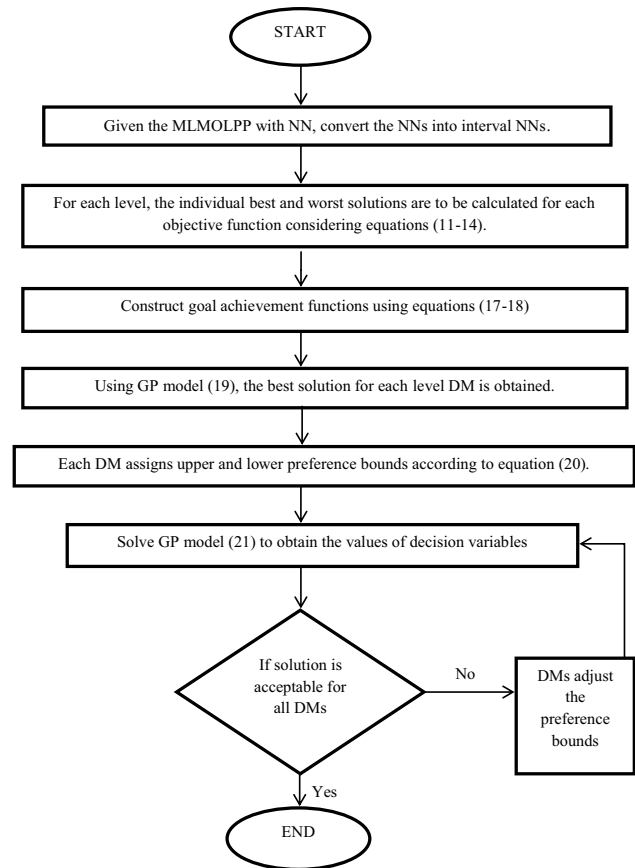 START
Given the MLMOLPP with NN, convert the NNs into interval NNs.
For each level, the individual best and worst solutions are to be calculated for each
objective function considering equations (11-14).
Construct goal achievement functions using equations (17-18)
Using GP model (19), the best solution for each level DM is obtained.
Each DM assigns upper and lower preference bounds according to equation (20).
Solve GP model (21) to obtain the values of decision variables
If solution is
acceptable for
all DMs
No
DMs adjust
the
preference
bounds
Yes
END